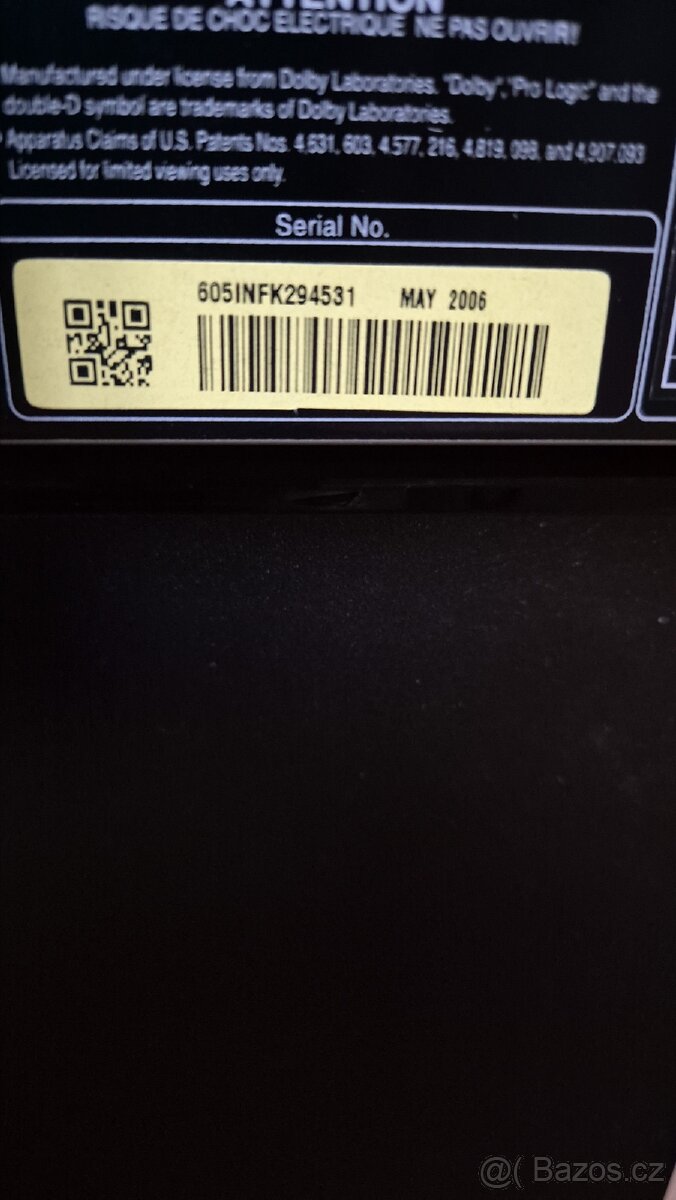 ATTENTION
RISQUE DE CHOC ELECTRIQUE NE PAS OUVRIR!
Manufactured under license from Dolby Laboratories. "Dolby", "Pro Logic" and the
double-D symbol are trademarks of Dolby Laboratories.
Apparatus Claims of U.S. Patents Nos. 4,631, 603, 4,577, 216, 4,819, 098, and 4,907,093
Licensed for limited viewing uses only.
Serial No.
605INFK294531 MAY 2006
@( Bazos.cz